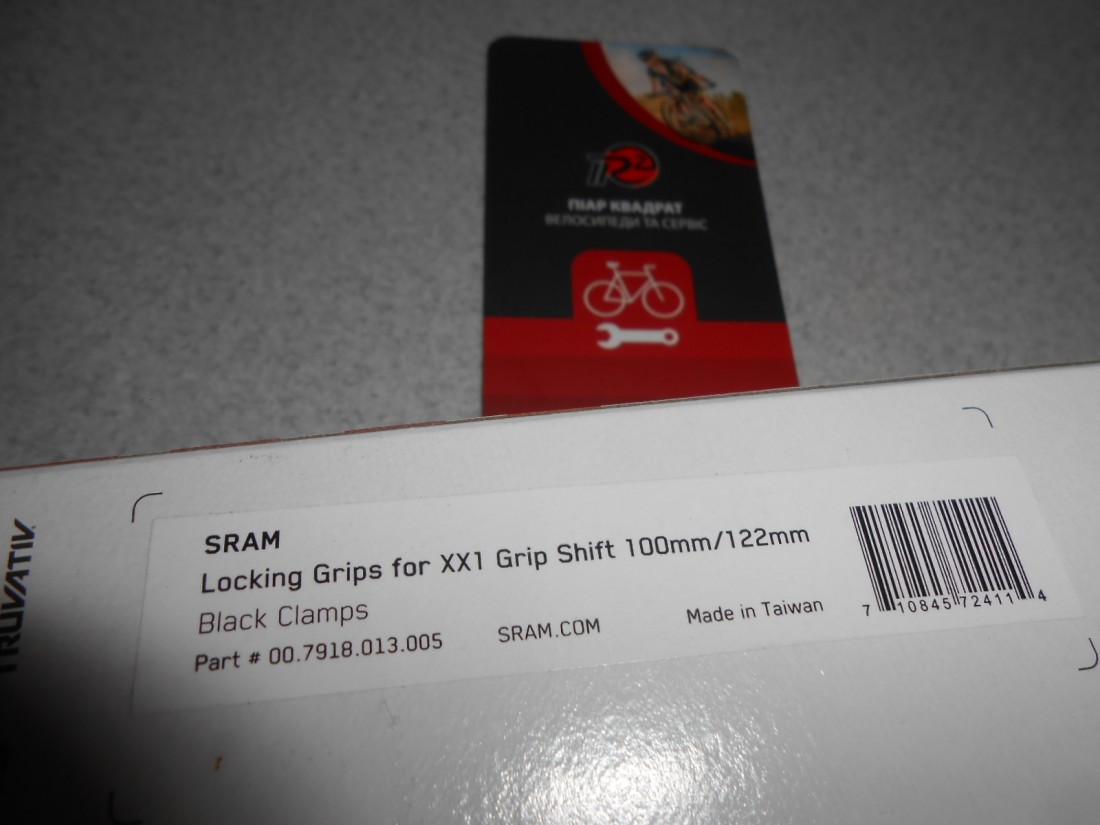 ПІАР КВАДРАТ
ВЕЛОСИПЕДИ ТА СЕРВІС
TRUVATIV
SRAM
Locking Grips for XX1 Grip Shift 100mm/122mm
Black Clamps
Part # 00.7918.013.005
SRAM.COM
Made in Taiwan
7 10845 72411 4